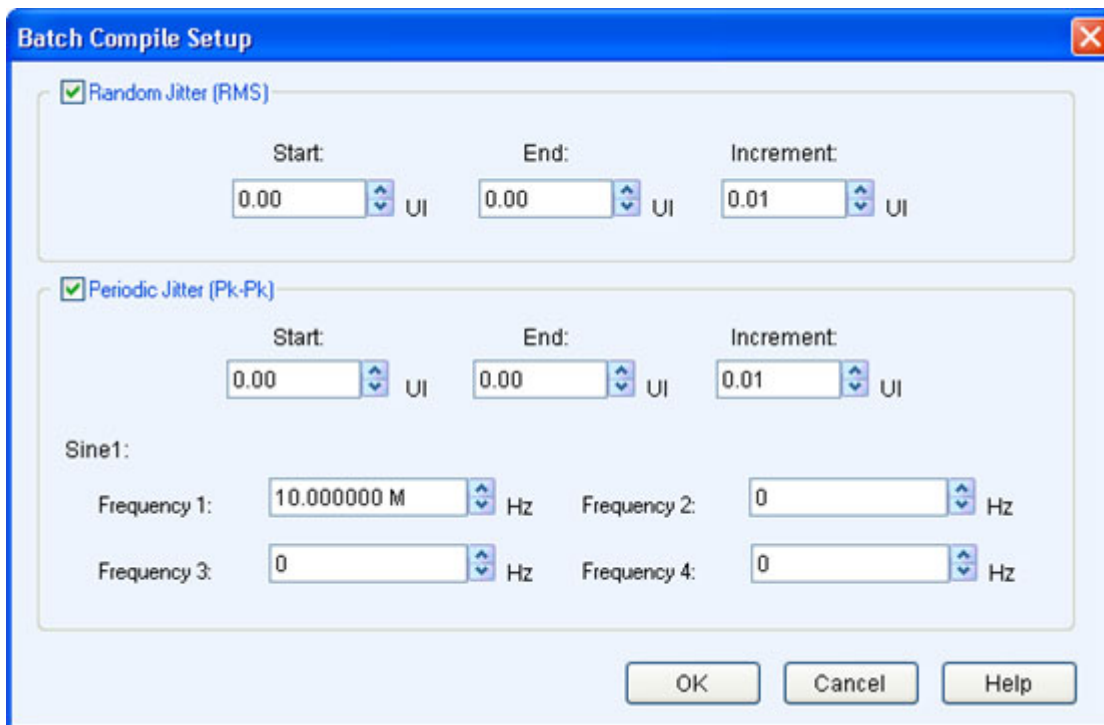 Batch Compile Setup
Random Jitter (RMS)
Start: End: Increment:
0.00 UI 0.00 UI 0.01 UI
Periodic Jitter (Pk-Pk)
Start: End: Increment:
0.00 UI 0.00 UI 0.01 UI
Sine1:
Frequency 1: 10.000000 M Hz Frequency 2: 0 Hz
Frequency 3: 0 Hz Frequency 4: 0 Hz
OK Cancel Help